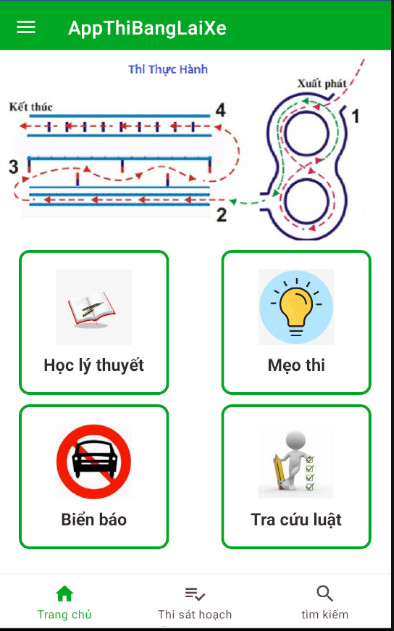 AppThiBangLaiXe
Thi Thực Hành
Xuất phát
Kết thúc
4
1
3
2
Học lý thuyết
Mẹo thi
Biển báo
Tra cứu luật
Trang chủ
Thi sát hoạch
tìm kiếm